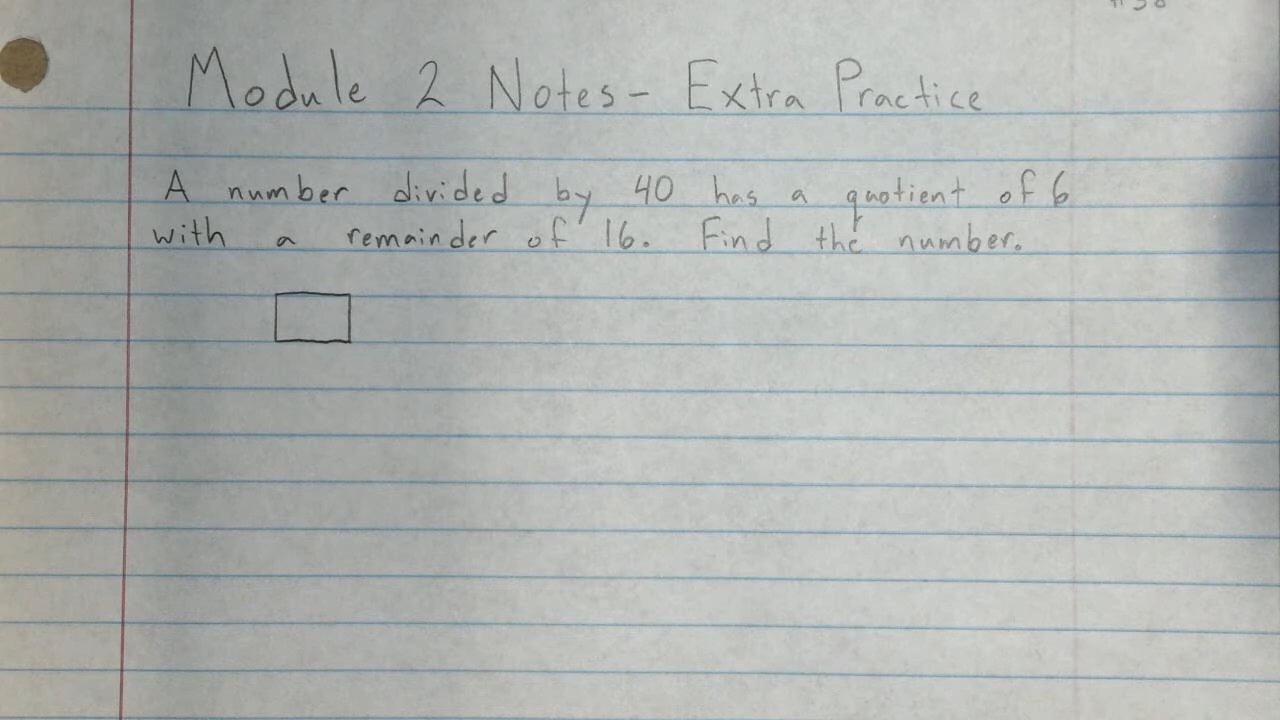 Module 2 Notes- Extra Practice
A number divided by 40 has a quotient of 6
with a remainder of 16. Find the number.